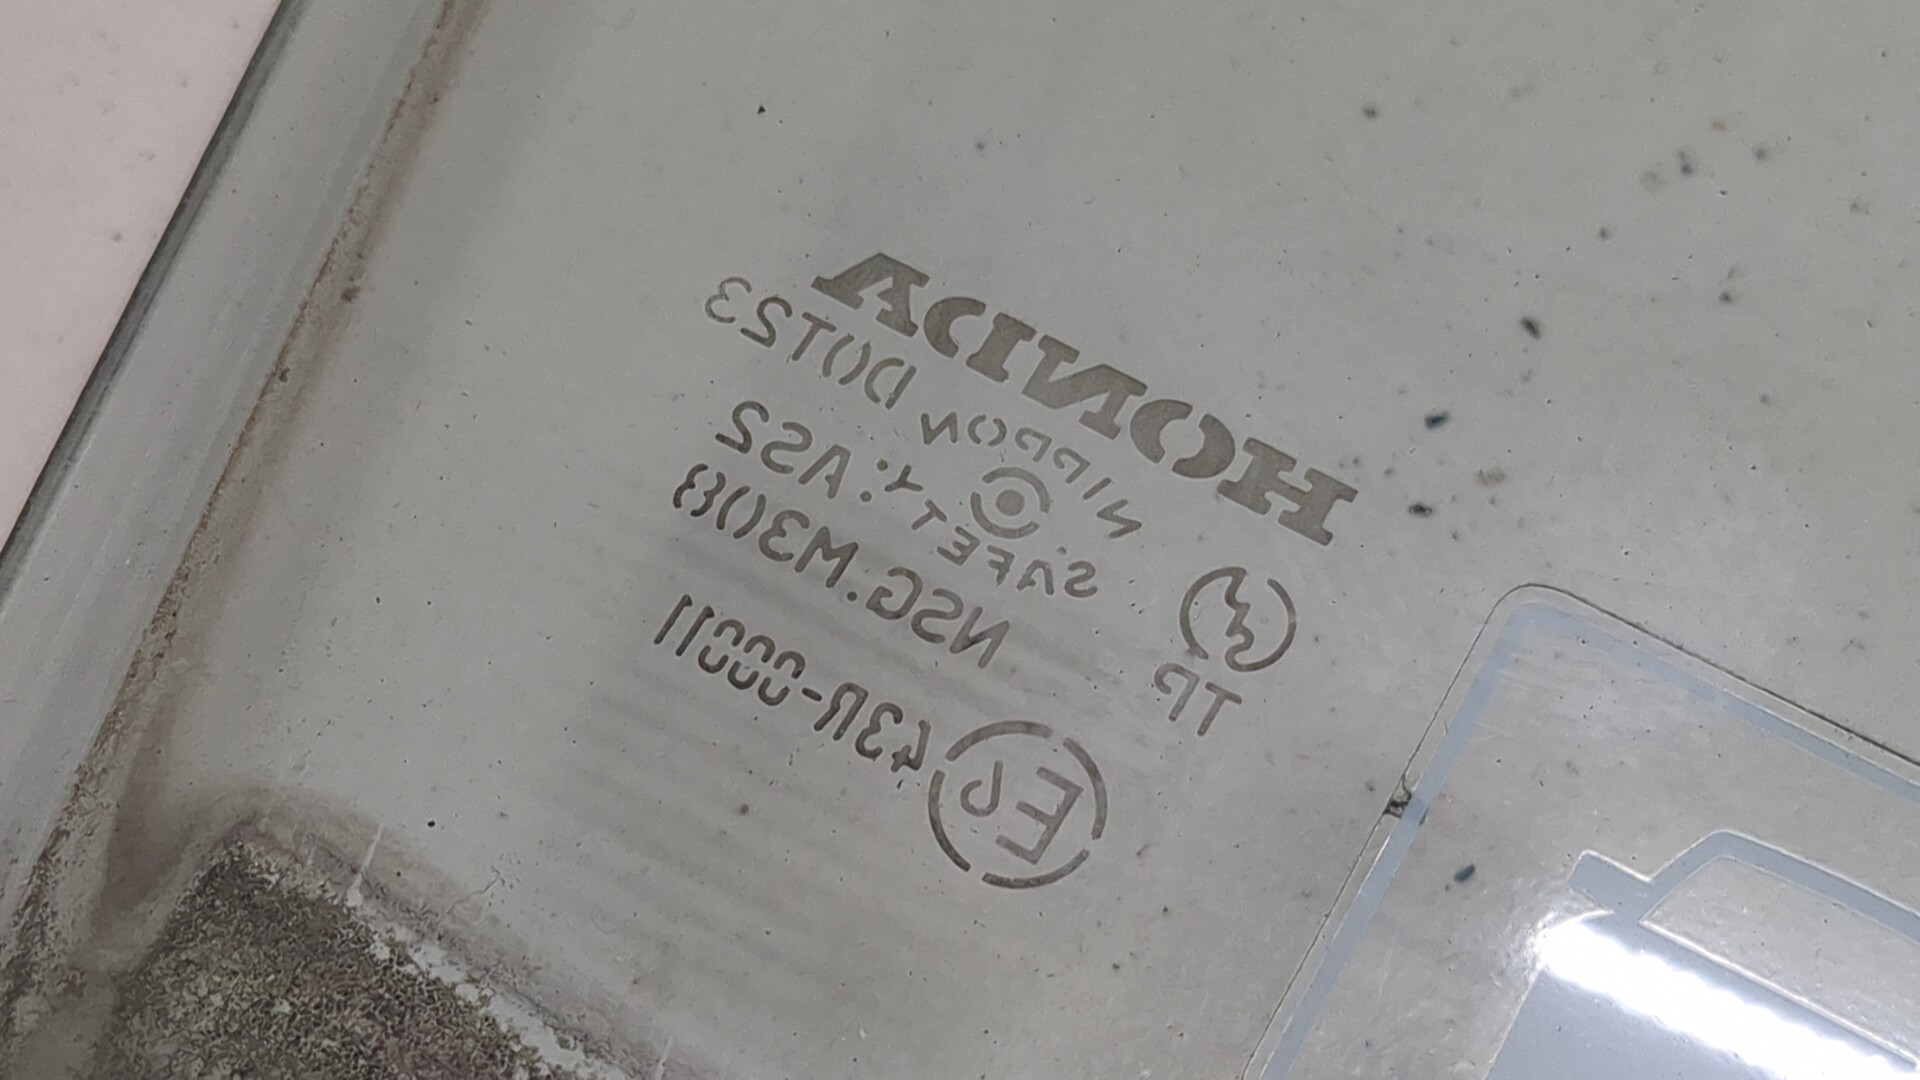 HONDA
NIPPON DOT23
SAFETY:AS2
NSG.M308
TP
E6 43R-00011